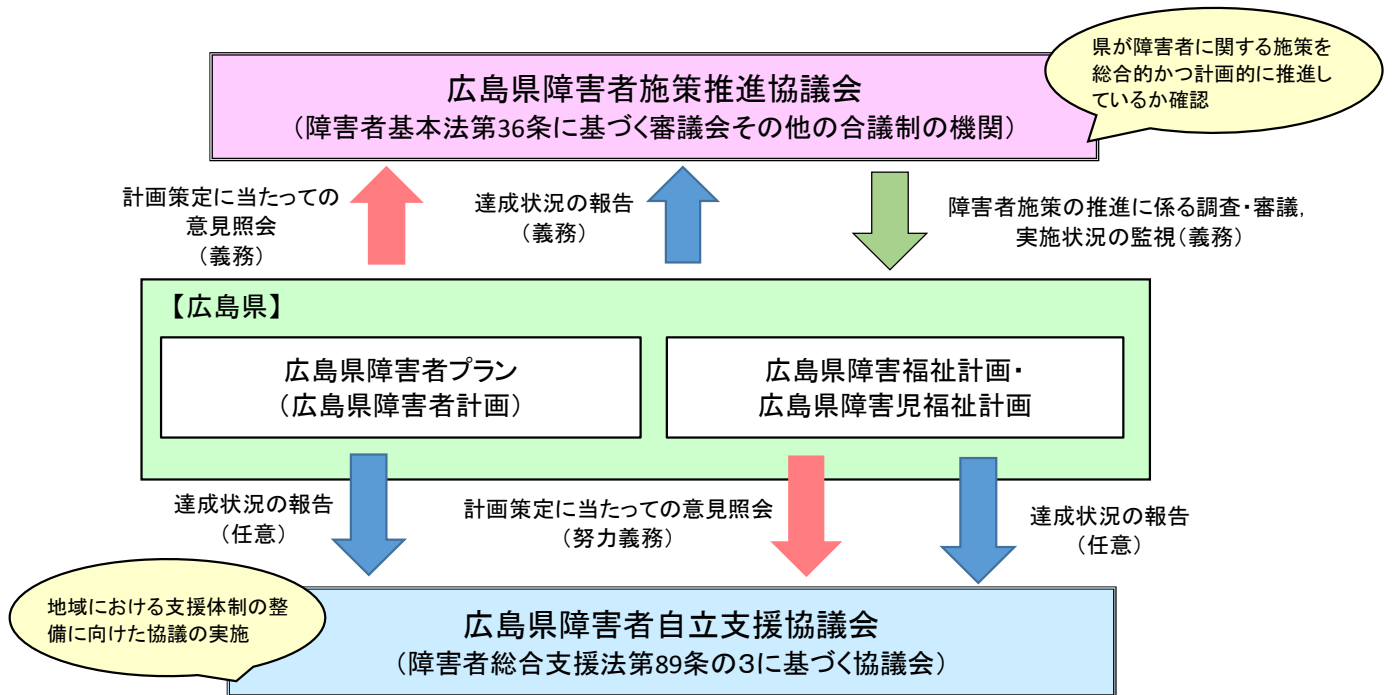 広島県障害者施策推進協議会
（障害者基本法第36条に基づく審議会その他の合議制の機関）
県が障害者に関する施策を
総合的かつ計画的に推進し
ているか確認
計画策定に当たっての
意見照会
（義務）
達成状況の報告
（義務）
障害者施策の推進に係る調査・審議，
実施状況の監視（義務）
【広島県】
広島県障害者プラン
（広島県障害者計画）
広島県障害福祉計画・
広島県障害児福祉計画
達成状況の報告
（任意）
計画策定に当たっての意見照会
（努力義務）
達成状況の報告
（任意）
地域における支援体制の整
備に向けた協議の実施
広島県障害者自立支援協議会
（障害者総合支援法第89条の３に基づく協議会）